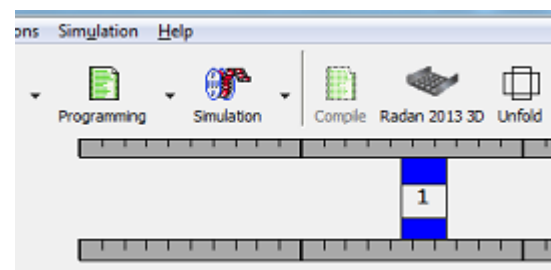 ons Simulation Help
Programming Simulation Compile Radan 2013 3D Unfold
1